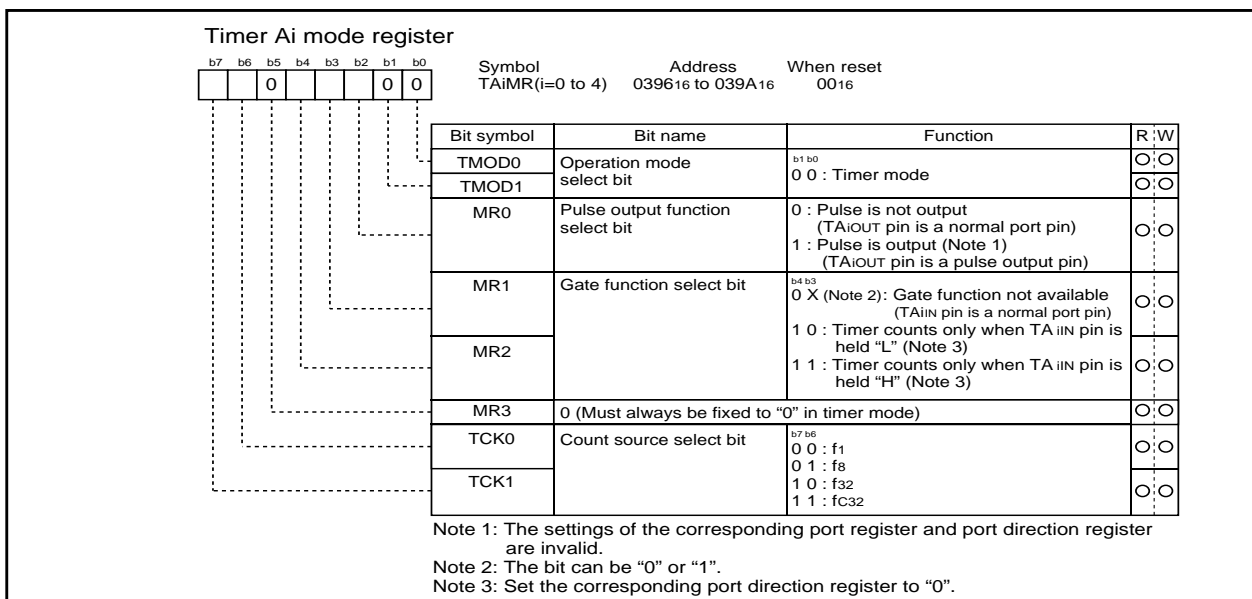 Timer Ai mode register
b7 b6 b5 b4 b3 b2 b1 b0
0 0 0
Symbol Address When reset
TAiMR(i=0 to 4) 039616 to 039A16 0016
Bit symbol Bit name Function R W
TMOD0 Operation mode select bit b1 b0
0 0 : Timer mode
TMOD1
MR0 Pulse output function select bit 0 : Pulse is not output
(TAiOUT pin is a normal port pin)
1 : Pulse is output (Note 1)
(TAiOUT pin is a pulse output pin)
MR1 Gate function select bit b4 b3
0 X (Note 2): Gate function not available
(TAiIN pin is a normal port pin)
1 0 : Timer counts only when TAiIN pin is
held “L” (Note 3)
MR2
1 1 : Timer counts only when TAiIN pin is
held “H” (Note 3)
MR3 0 (Must always be fixed to “0” in timer mode)
TCK0 Count source select bit b7 b6
0 0 : f1
0 1 : f8
TCK1
1 0 : f32
1 1 : fC32
Note 1: The settings of the corresponding port register and port direction register
are invalid.
Note 2: The bit can be “0” or “1”.
Note 3: Set the corresponding port direction register to “0”.